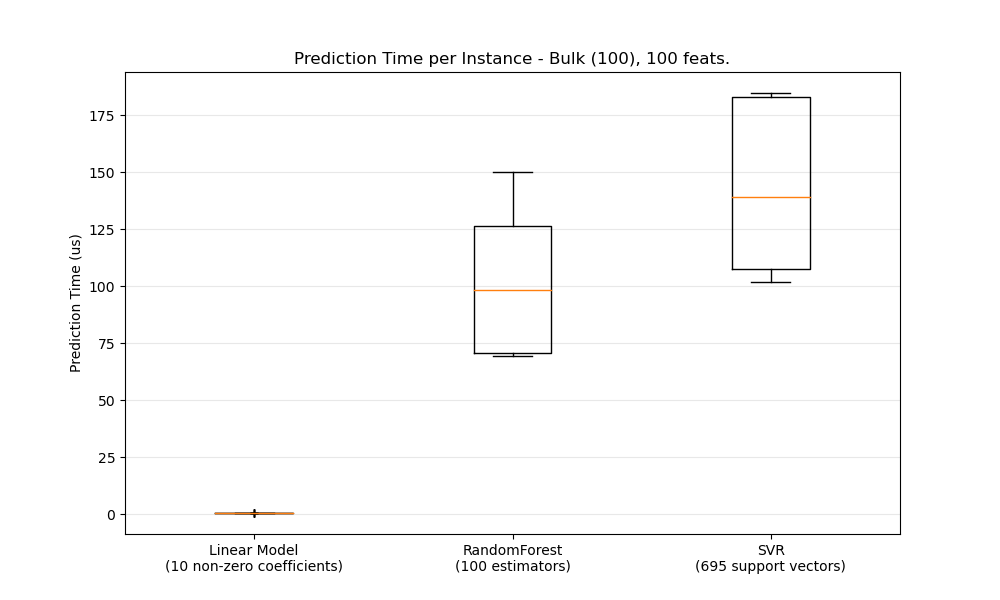 Prediction Time per Instance - Bulk (100), 100 feats.
Prediction Time (us)
175
150
125
100
75
50
25
0
Linear Model
(10 non-zero coefficients)
RandomForest
(100 estimators)
SVR
(695 support vectors)